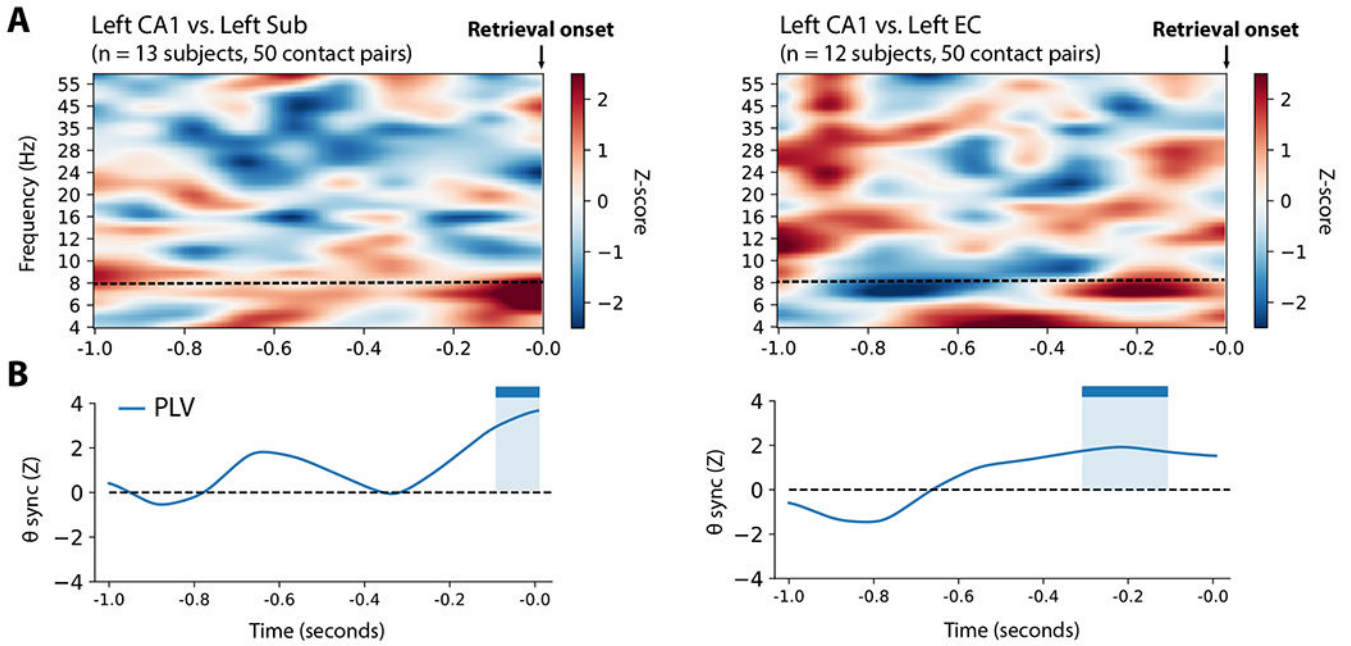 A
Left CA1 vs. Left Sub
(n = 13 subjects, 50 contact pairs)
Retrieval onset
Frequency (Hz)
55
45
35
28
24
20
16
12
10
8
6
4
-1.0 -0.8 -0.6 -0.4 -0.2 -0.0
2
1
0
−1
−2
Z-score
Left CA1 vs. Left EC
(n = 12 subjects, 50 contact pairs)
Retrieval onset
55
45
35
28
24
20
16
12
10
8
6
4
-1.0 -0.8 -0.6 -0.4 -0.2 -0.0
2
1
0
−1
−2
Z-score
B
θ sync (Z)
4
2
0
−2
−4
PLV
-1.0 -0.8 -0.6 -0.4 -0.2 -0.0
Time (seconds)
θ sync (Z)
4
2
0
−2
−4
-1.0 -0.8 -0.6 -0.4 -0.2 -0.0
Time (seconds)